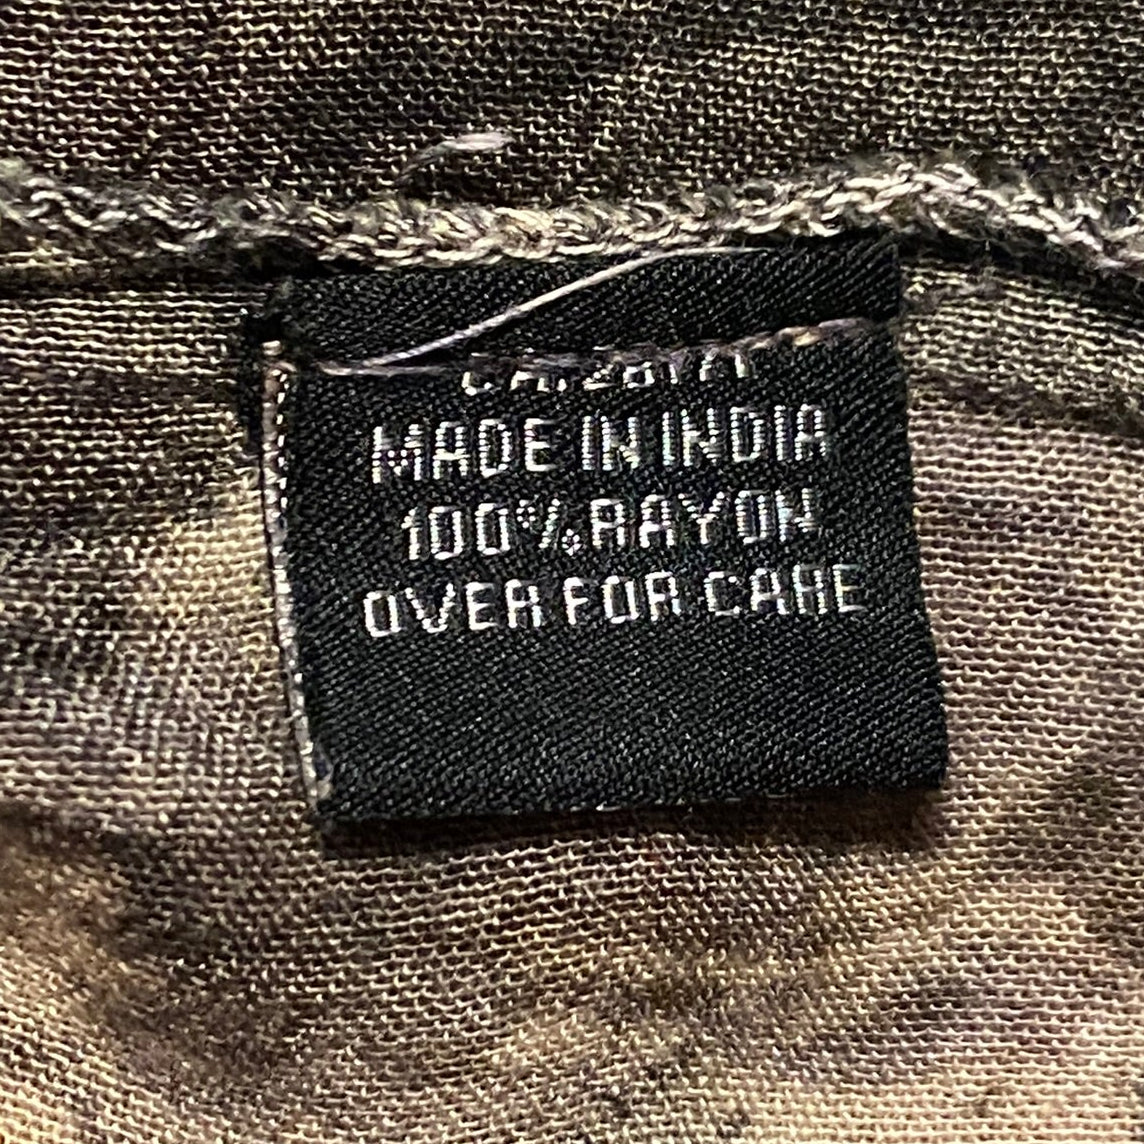 MADE IN INDIA
100% RAYON
OVER FOR CARE